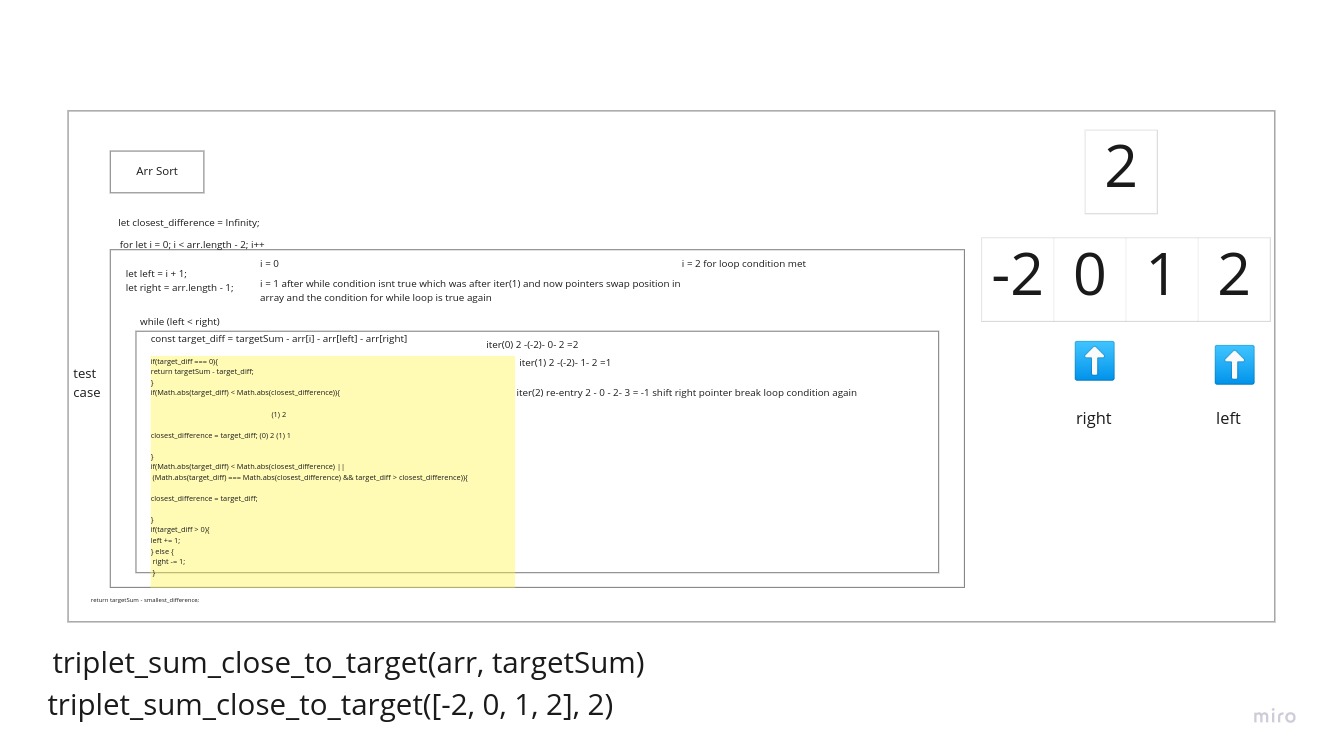 2
Arr Sort
let closest_difference = Infinity;
for let i = 0; i < arr.length - 2; i++
-2 0 1 2
i = 0
i = 2 for loop condition met
let left = i + 1;
let right = arr.length - 1;
i = 1 after while condition isnt true which was after iter(1) and now pointers swap position in
array and the condition for while loop is true again
while (left < right)
const target_diff = targetSum - arr[i] - arr[left] - arr[right]
iter(0) 2 -(-2)- 0- 2 =2
iter(1) 2 -(-2)- 1- 2 =1
iter(2) re-entry 2 - 0 - 2- 3 = -1 shift right pointer break loop condition again
if(target_diff === 0){
return targetSum - target_diff;
}
if(Math.abs(target_diff) < Math.abs(closest_difference)){
(1) 2
closest_difference = target_diff; (0) 2 (1) 1
}
if(Math.abs(target_diff) < Math.abs(closest_difference) ||
(Math.abs(target_diff) === Math.abs(closest_difference) && target_diff > closest_difference)){
closest_difference = target_diff;
}
if(target_diff > 0){
left += 1;
} else {
right -= 1;
}
test
case
right
left
return targetSum - smallest_difference;
triplet_sum_close_to_target(arr, targetSum)
triplet_sum_close_to_target([-2, 0, 1, 2], 2)
miro